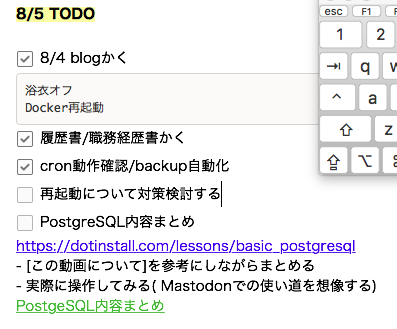 8/5 TODO
8/4 blogかく
浴衣オフ
Docker再起動
履歴書/職務経歴書かく
cron動作確認/backup自動化
再起動について対策検討する
PostgreSQL内容まとめ
https://dotinstall.com/lessons/basic_postgresql
- [この動画について]を参考にしながらまとめる
- 実際に操作してみる( Mastodonでの使い道を想像する)
PostgeSQL内容まとめ
esc F1
1 2
⇥ q w
^ a
⇧ z
⇪ ⌥ ⌘